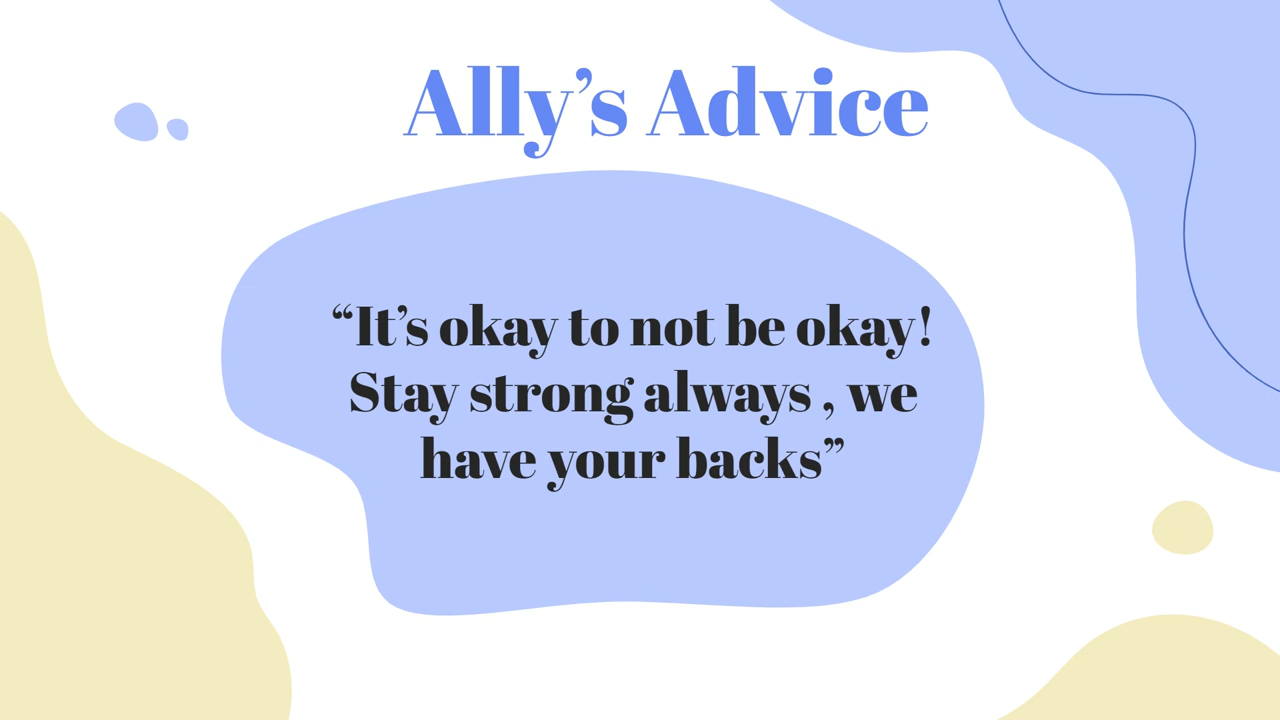 Ally’s Advice
“It’s okay to not be okay!
Stay strong always , we
have your backs”